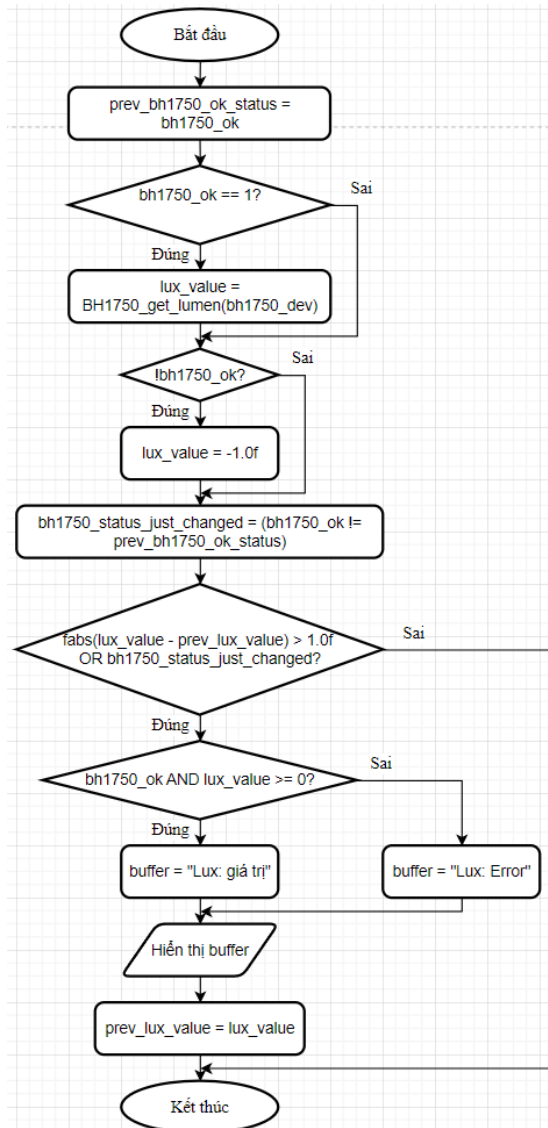 Bắt đầu
prev_bh1750_ok_status =
bh1750_ok
bh1750_ok == 1?
Sai
Đúng
lux_value =
BH1750_get_lumen(bh1750_dev)
Sai
!bh1750_ok?
Đúng
lux_value = -1.0f
bh1750_status_just_changed = (bh1750_ok !=
prev_bh1750_ok_status)
fabs(lux_value - prev_lux_value) > 1.0f
OR bh1750_status_just_changed?
Sai
Đúng
bh1750_ok AND lux_value >= 0?
Sai
Đúng
buffer = "Lux: giá trị"
buffer = "Lux: Error"
Hiển thị buffer
prev_lux_value = lux_value
Kết thúc